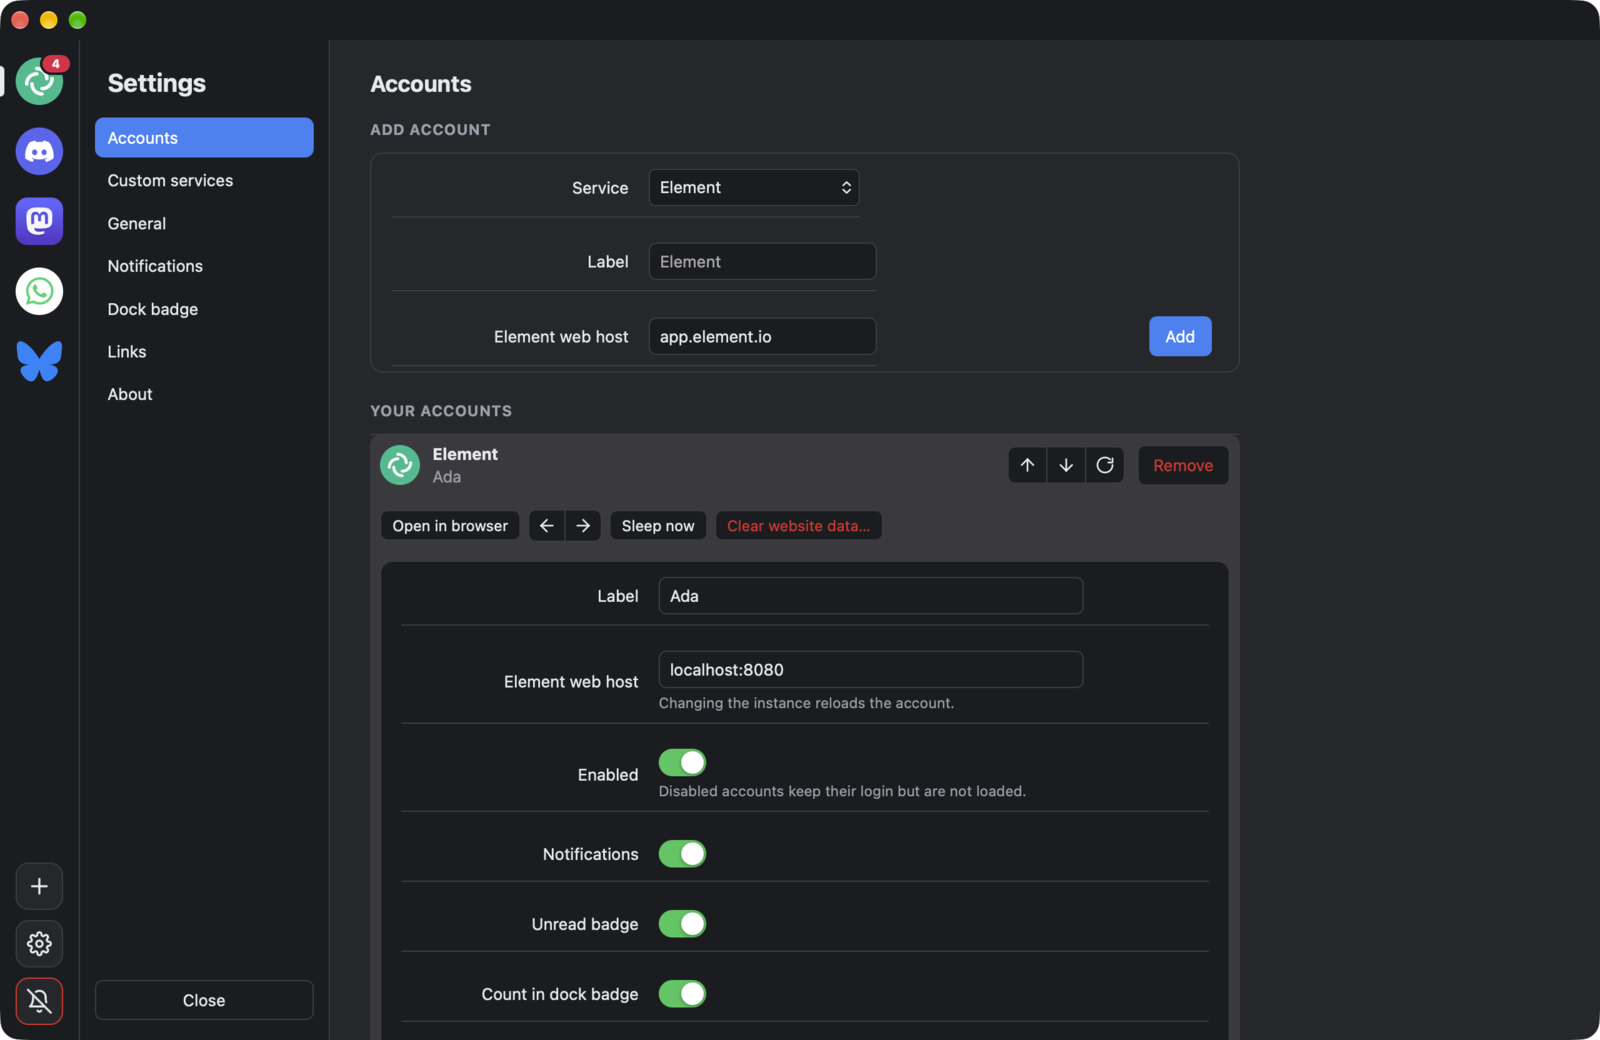 4
Settings
Accounts
Custom services
General
Notifications
Dock badge
Links
About
Close
Accounts
ADD ACCOUNT
Service Element
Label Element
Element web host app.element.io Add
YOUR ACCOUNTS
Element
Ada
Remove
Open in browser Sleep now Clear website data...
Label Ada
Element web host localhost:8080
Changing the instance reloads the account.
Enabled
Disabled accounts keep their login but are not loaded.
Notifications
Unread badge
Count in dock badge